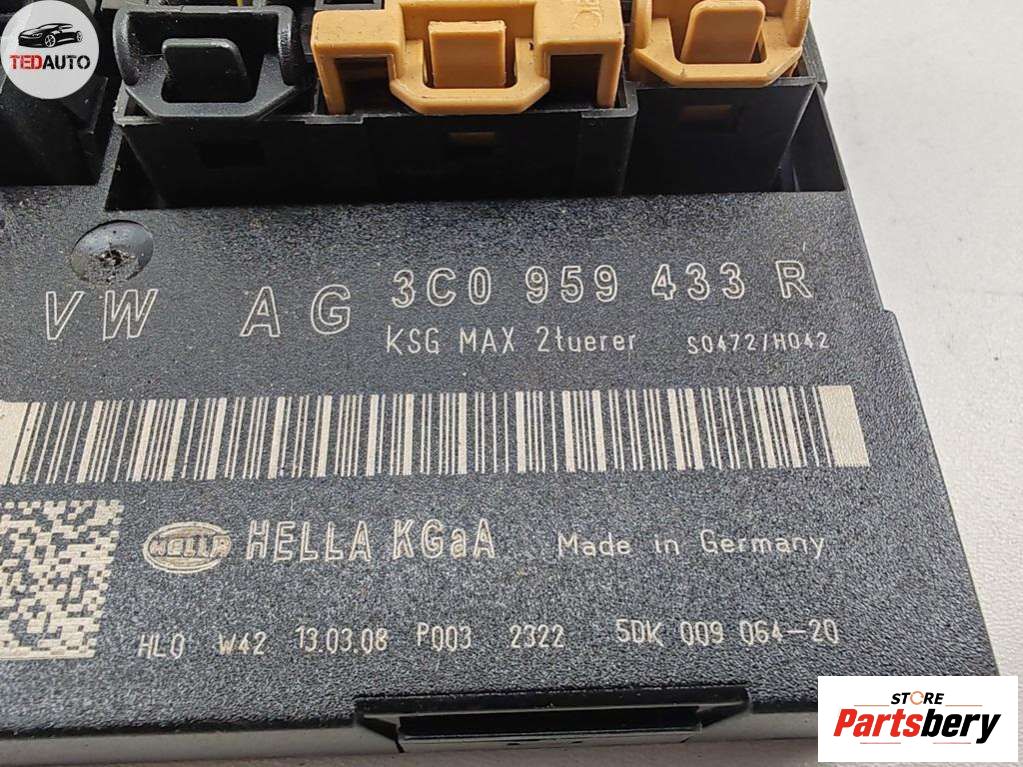 TEDAUTO
VW AG 3C0 959 433 R
KSG MAX 2tuerer S0472/H042
HELLA HELLA KGaA Made in Germany
HLO W42 13.03.08 P003 2322 5DK 009 064-20
STORE
Partsbery